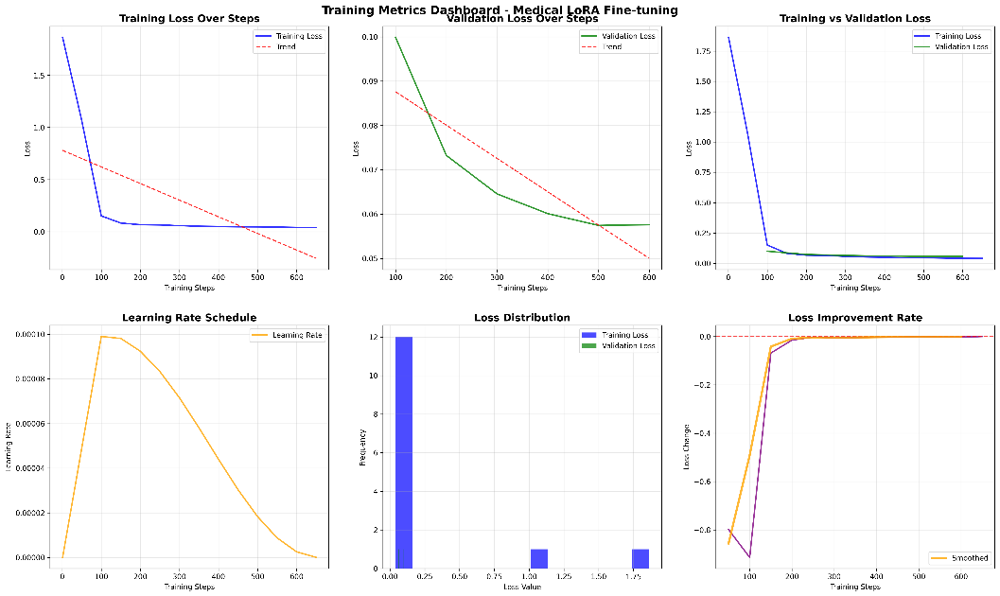 Training Metrics Dashboard - Medical LoRA Fine-tuning
Training Loss Over Steps
Training Loss
Trend
Loss
1.5
1.0
0.5
0.0
0 100 200 300 400 500 600
Training Steps
Validation Loss Over Steps
Validation Loss
Trend
Loss
0.10
0.09
0.08
0.07
0.06
0.05
100 200 300 400 500 600
Training Steps
Training vs Validation Loss
Training Loss
Validation Loss
Loss
1.75
1.50
1.25
1.00
0.75
0.50
0.25
0.00
0 100 200 300 400 500 600
Training Steps
Learning Rate Schedule
Learning Rate
Learning Rate
0.00010
0.00008
0.00006
0.00004
0.00002
0.00000
0 100 200 300 400 500 600
Training Steps
Loss Distribution
Training Loss
Validation Loss
Frequency
12
10
8
6
4
2
0
0.00 0.25 0.50 0.75 1.00 1.25 1.50 1.75
Loss Value
Loss Improvement Rate
Loss Change
0.0
−0.2
−0.4
−0.6
−0.8
Smoothed
100 200 300 400 500 600
Training Steps